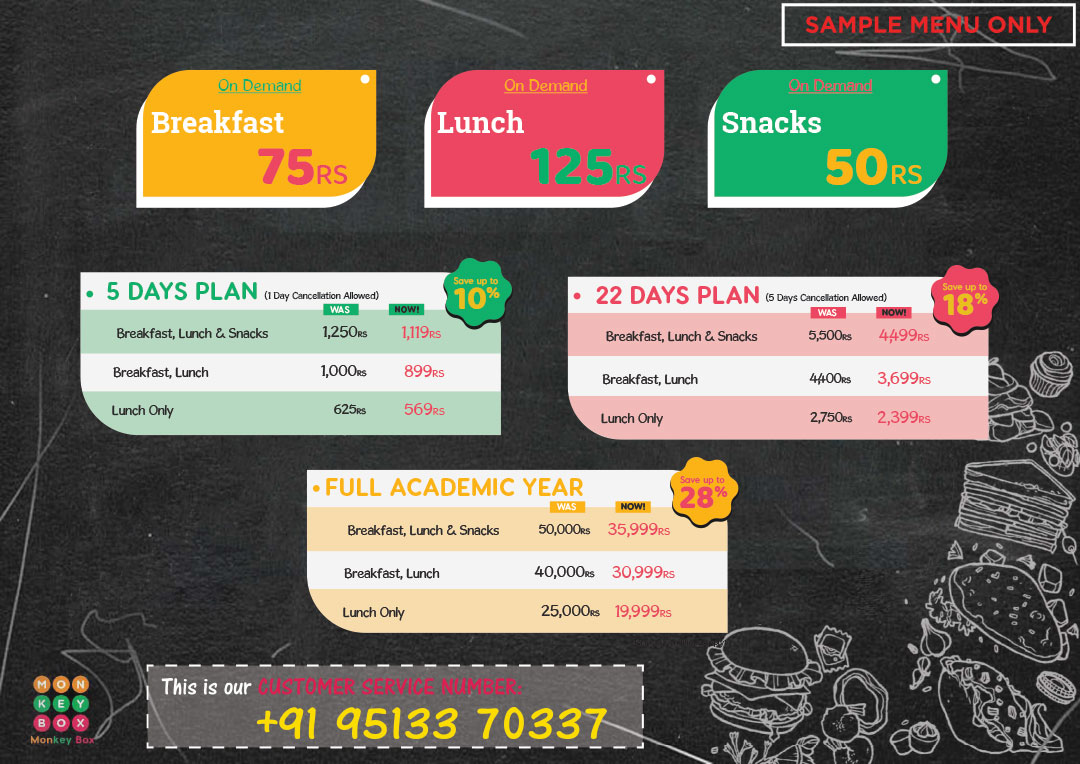 SAMPLE MENU ONLY
On Demand
Breakfast
75RS
On Demand
Lunch
125RS
On Demand
Snacks
50RS
• 5 DAYS PLAN (1 Day Cancellation Allowed)
Save up to
10%
WAS NOW!
Breakfast, Lunch & Snacks 1,250RS 1,119RS
Breakfast, Lunch 1,000RS 899RS
Lunch Only 625RS 569RS
• 22 DAYS PLAN (5 Days Cancellation Allowed)
Save up to
18%
WAS NOW!
Breakfast, Lunch & Snacks 5,500RS 4499RS
Breakfast, Lunch 4400RS 3,699RS
Lunch Only 2,750RS 2,399RS
• FULL ACADEMIC YEAR
Save up to
28%
WAS NOW!
Breakfast, Lunch & Snacks 50,000RS 35,999RS
Breakfast, Lunch 40,000RS 30,999RS
Lunch Only 25,000RS 19,999RS
MON
KEY
BOX
Monkey Box
This is our CUSTOMER SERVICE NUMBER:
+91 95133 70337